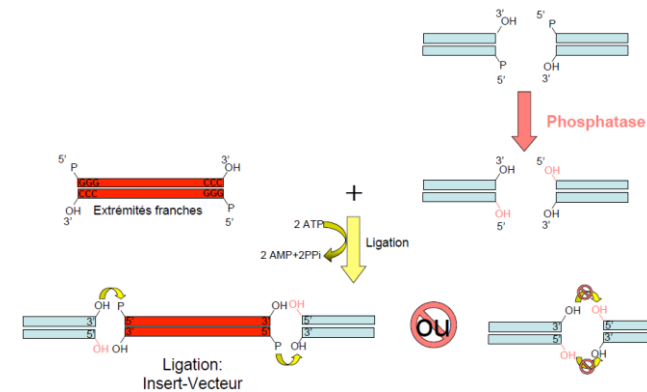 3'
OH
5'
P
P
5'
OH
3'
Phosphatase
3'
OH
5'
OH
OH
5'
OH
3'
5'
P
3'
OH
GGG CCC
CCC GGG
OH
3'
P
5'
Extrémités franches
+
2 ATP
Ligation
2 AMP+2PPi
OH P
3' 5'
5' 3'
OH OH
OH OH
3' 5'
5' 3'
P OH
Ligation:
Insert-Vecteur
ou
OH OH
3' 5'
5' 3'
OH OH